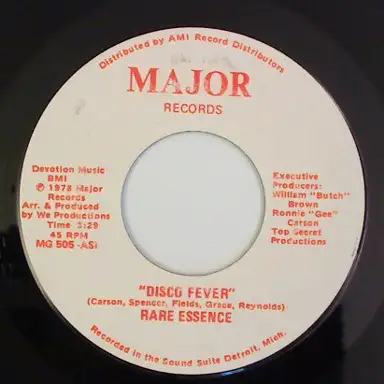 Distributed by AMI Record Distributors
MAJOR
RECORDS
Devotion Music
BMI
℗ 1978 Major
Records
Arr. & Produced
by We Productions
Time 3:29
45 RPM
MG 505 -AS1
Executive
Producers:
William "Butch"
Brown
Ronnie "Gee"
Carson
Top Secret
Productions
"DISCO FEVER"
(Carson, Spencer, Fields, Grace, Reynolds)
RARE ESSENCE
Recorded in the Sound Suite Detroit, Mich.